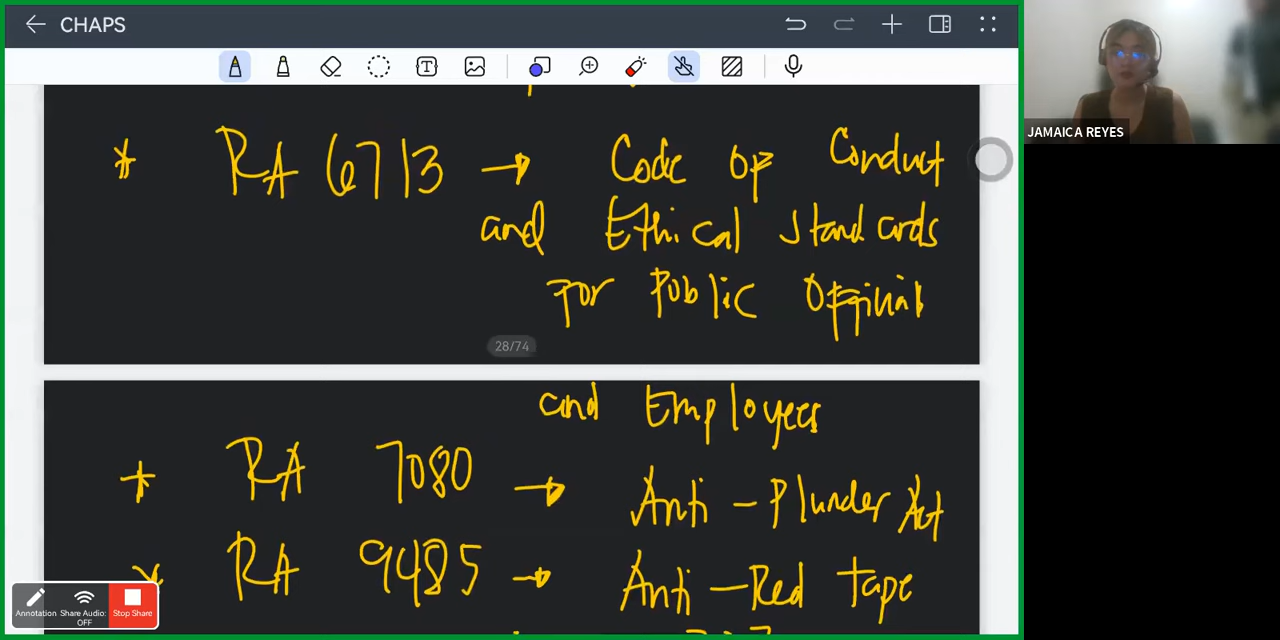 CHAPS
JAMAICA REYES
* RA 6713 → Code of Conduct
and Ethical Standards
for Public Official
28/74
and Employees
* RA 7080 → Anti - Plunder Act
* RA 9485 → Anti - Red tape
Annotation
Share Audio: OFF
Stop Share